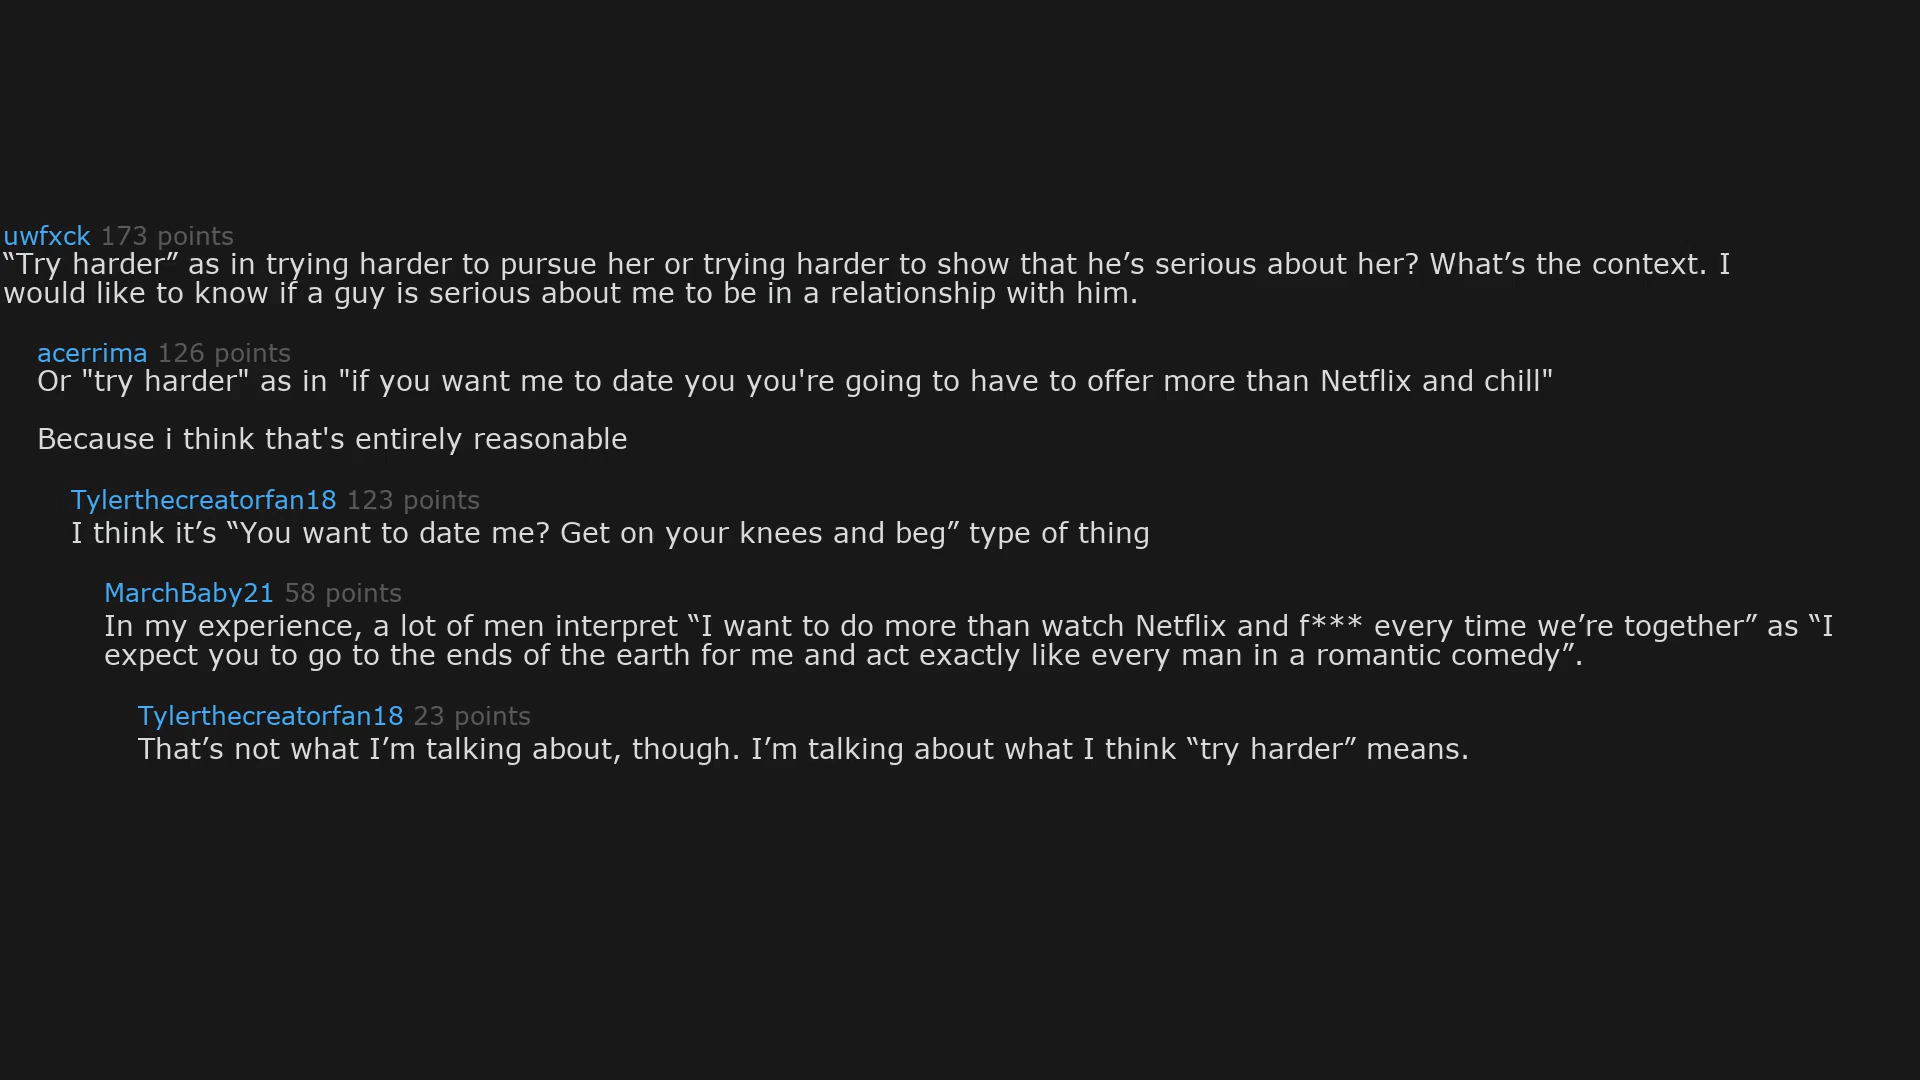 uwfxck 173 points
“Try harder” as in trying harder to pursue her or trying harder to show that he’s serious about her? What’s the context. I
would like to know if a guy is serious about me to be in a relationship with him.
acerrima 126 points
Or "try harder" as in "if you want me to date you you're going to have to offer more than Netflix and chill"
Because i think that's entirely reasonable
Tylerthecreatorfan18 123 points
I think it’s “You want to date me? Get on your knees and beg” type of thing
MarchBaby21 58 points
In my experience, a lot of men interpret “I want to do more than watch Netflix and f*** every time we’re together” as “I
expect you to go to the ends of the earth for me and act exactly like every man in a romantic comedy”.
Tylerthecreatorfan18 23 points
That’s not what I’m talking about, though. I’m talking about what I think “try harder” means.